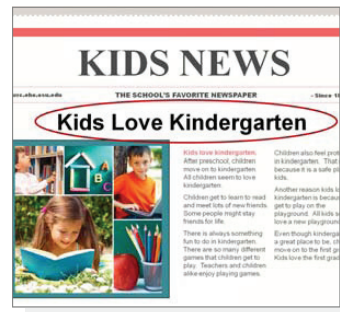 KIDS NEWS
THE SCHOOL'S FAVORITE NEWSPAPER
- Since
Kids Love Kindergarten
Kids love kindergarten.
After preschool, children
move on to kindergarten
All children seem to love
kindergarten
Children get to learn to read
and meet lots of new friends.
Some people might stay
friends for life.
There is always something
fun to do in kindergarten.
There are so many different
games that children get to
play. Teachers and children
alike enjoy playing games.
Children also feel
in kindergarten. That
because it is a safe
kids.
Another reason kids
kindergarten is
get to play on the
playground. All kids
love a new
Even though
a great place to be,
move on to the first
Kids love the first